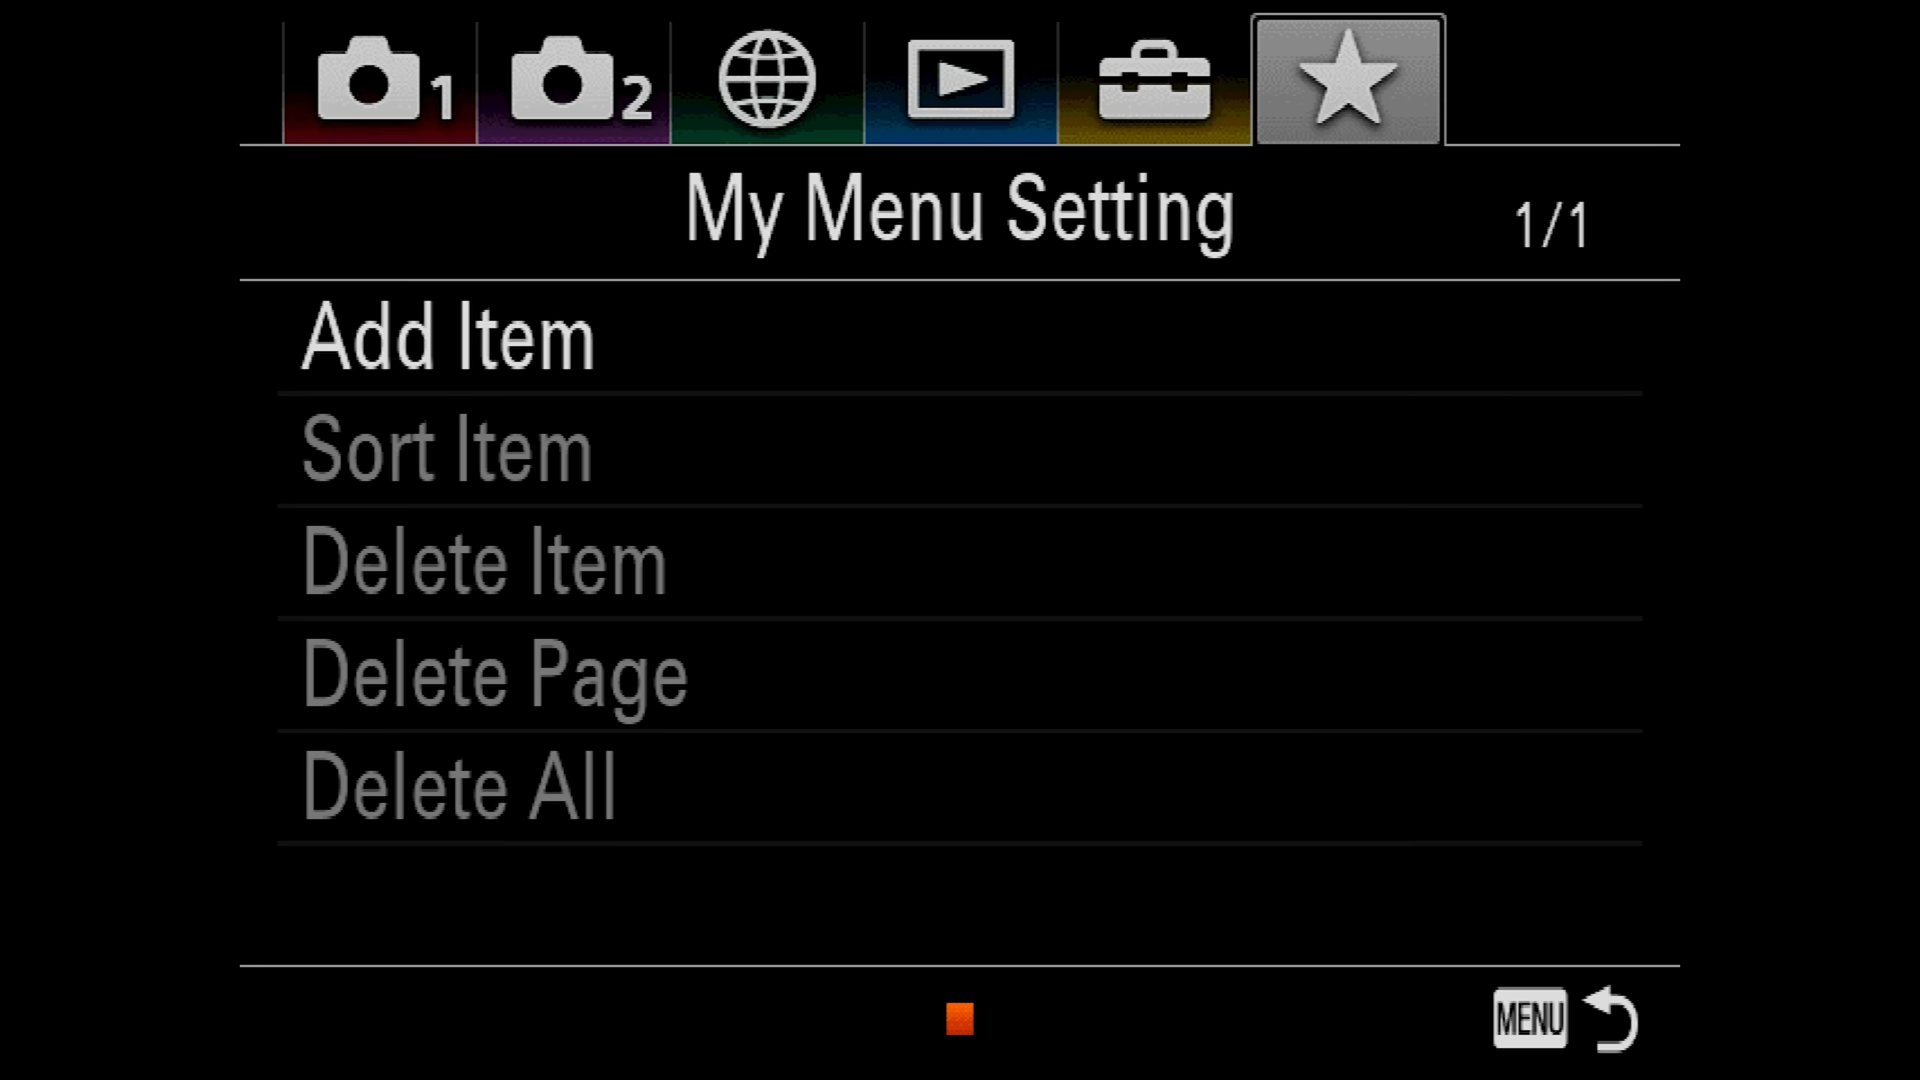 1 2
My Menu Setting 1/1
Add Item
Sort Item
Delete Item
Delete Page
Delete All
MENU